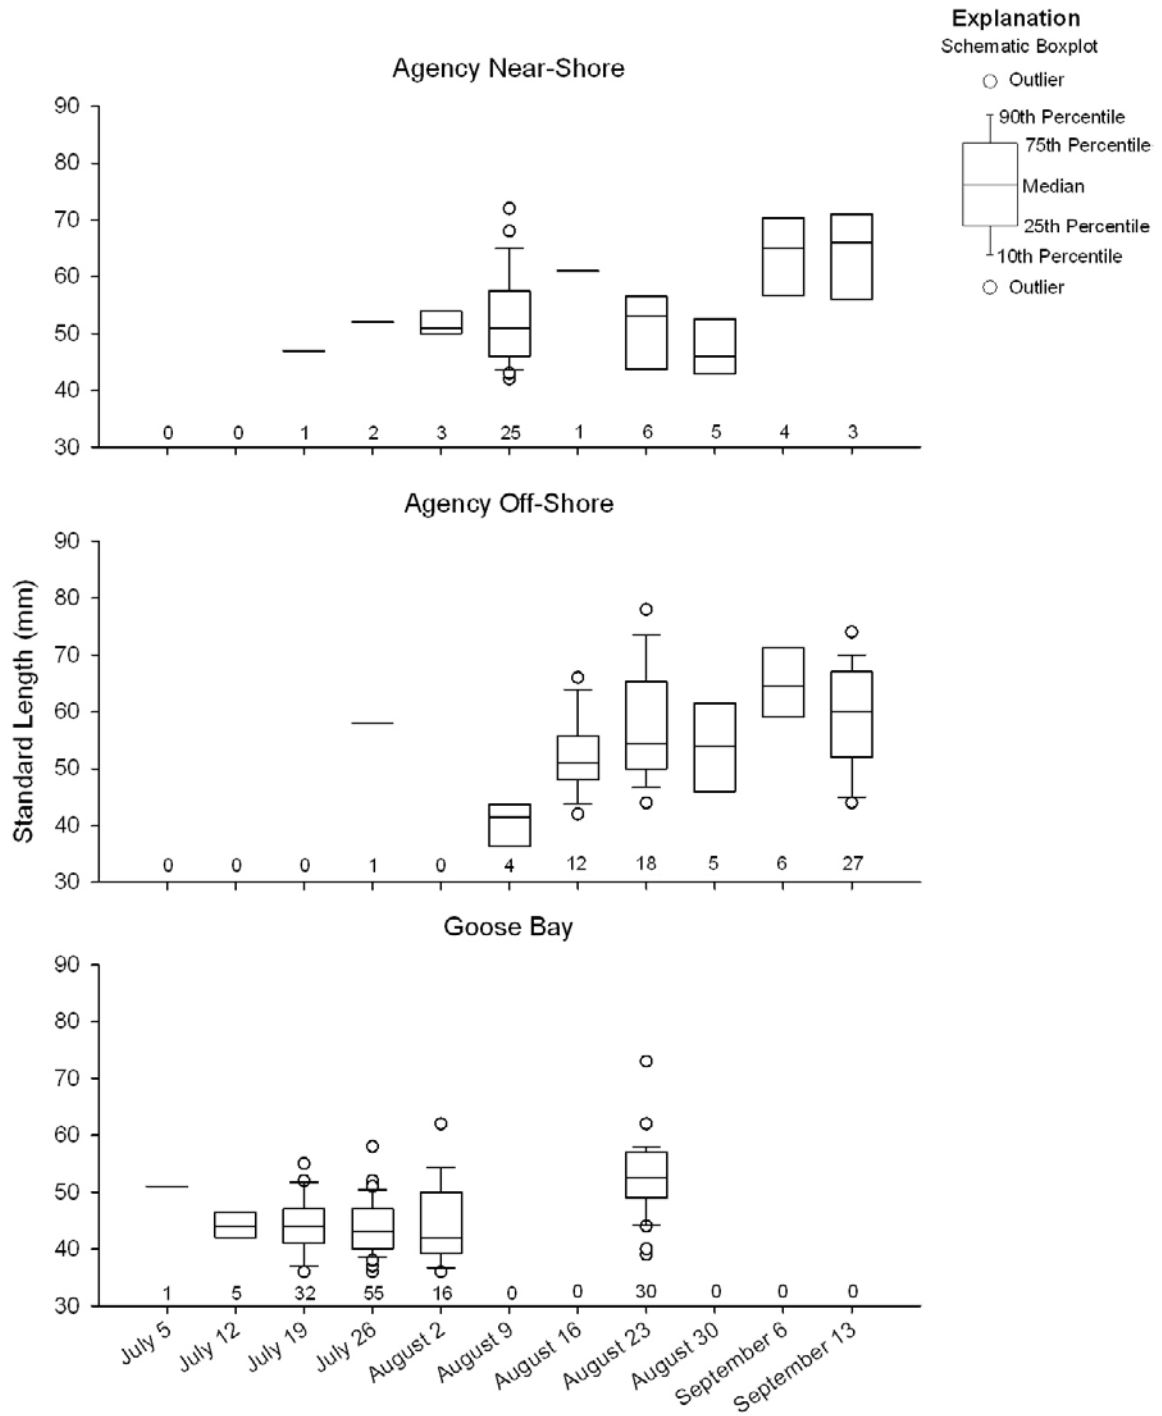 Explanation
Schematic Boxplot
Outlier
90th Percentile
75th Percentile
Median
25th Percentile
10th Percentile
Outlier
Agency Near-Shore
90
80
70
60
50
40
30
0 0 1 2 3 25 1 6 5 4 3
Agency Off-Shore
Standard Length (mm)
90
80
70
60
50
40
30
0 0 0 1 0 4 12 18 5 6 27
Goose Bay
90
80
70
60
50
40
30
1 5 32 55 16 0 0 30 0 0 0
July 5
July 12
July 19
July 26
August 2
August 9
August 16
August 23
August 30
September 6
September 13